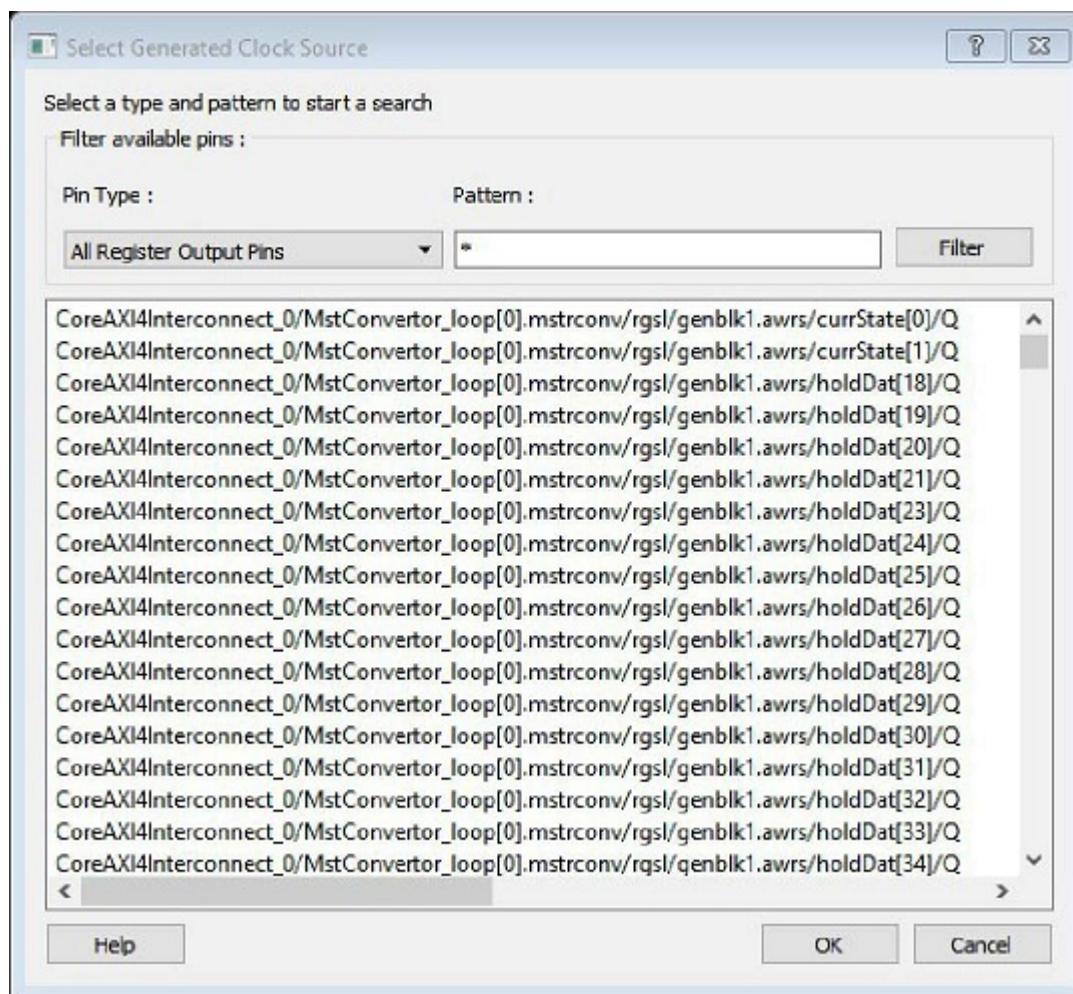 Select Generated Clock Source
Select a type and pattern to start a search
Filter available pins :
Pin Type :
Pattern :
All Register Output Pins
*
Filter
CoreAXI4Interconnect_0/MstConvertor_loop[0].mstrconv/rgsl/genblk1.awrs/currState[0]/Q
CoreAXI4Interconnect_0/MstConvertor_loop[0].mstrconv/rgsl/genblk1.awrs/currState[1]/Q
CoreAXI4Interconnect_0/MstConvertor_loop[0].mstrconv/rgsl/genblk1.awrs/holdDat[18]/Q
CoreAXI4Interconnect_0/MstConvertor_loop[0].mstrconv/rgsl/genblk1.awrs/holdDat[19]/Q
CoreAXI4Interconnect_0/MstConvertor_loop[0].mstrconv/rgsl/genblk1.awrs/holdDat[20]/Q
CoreAXI4Interconnect_0/MstConvertor_loop[0].mstrconv/rgsl/genblk1.awrs/holdDat[21]/Q
CoreAXI4Interconnect_0/MstConvertor_loop[0].mstrconv/rgsl/genblk1.awrs/holdDat[23]/Q
CoreAXI4Interconnect_0/MstConvertor_loop[0].mstrconv/rgsl/genblk1.awrs/holdDat[24]/Q
CoreAXI4Interconnect_0/MstConvertor_loop[0].mstrconv/rgsl/genblk1.awrs/holdDat[25]/Q
CoreAXI4Interconnect_0/MstConvertor_loop[0].mstrconv/rgsl/genblk1.awrs/holdDat[26]/Q
CoreAXI4Interconnect_0/MstConvertor_loop[0].mstrconv/rgsl/genblk1.awrs/holdDat[27]/Q
CoreAXI4Interconnect_0/MstConvertor_loop[0].mstrconv/rgsl/genblk1.awrs/holdDat[28]/Q
CoreAXI4Interconnect_0/MstConvertor_loop[0].mstrconv/rgsl/genblk1.awrs/holdDat[29]/Q
CoreAXI4Interconnect_0/MstConvertor_loop[0].mstrconv/rgsl/genblk1.awrs/holdDat[30]/Q
CoreAXI4Interconnect_0/MstConvertor_loop[0].mstrconv/rgsl/genblk1.awrs/holdDat[31]/Q
CoreAXI4Interconnect_0/MstConvertor_loop[0].mstrconv/rgsl/genblk1.awrs/holdDat[32]/Q
CoreAXI4Interconnect_0/MstConvertor_loop[0].mstrconv/rgsl/genblk1.awrs/holdDat[33]/Q
CoreAXI4Interconnect_0/MstConvertor_loop[0].mstrconv/rgsl/genblk1.awrs/holdDat[34]/Q
Help
OK
Cancel